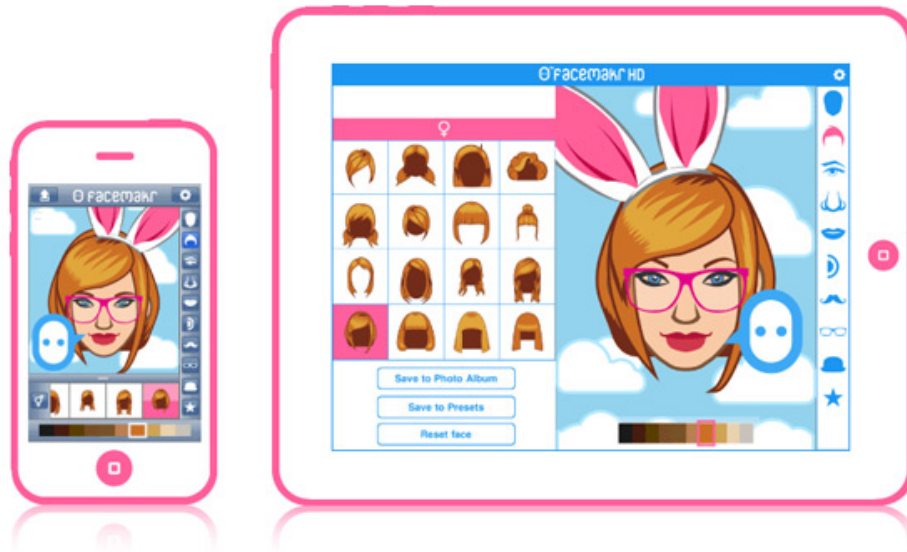 facemakr
facemakr HD
Save to Photo Album
Save to Presets
Reset face